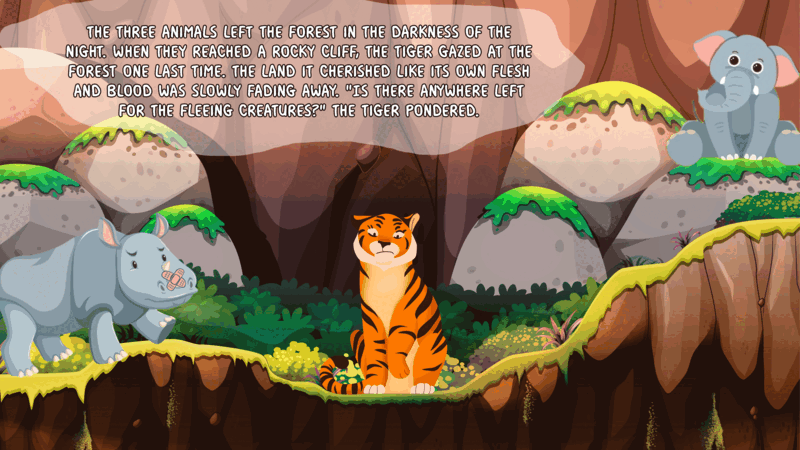 THE THREE ANIMALS LEFT THE FOREST IN THE DARKNESS OF THE
NIGHT. WHEN THEY REACHED A ROCKY CLIFF, THE TIGER GAZED AT THE
FOREST ONE LAST TIME. THE LAND IT CHERISHED LIKE ITS OWN FLESH
AND BLOOD WAS SLOWLY FADING AWAY. "IS THERE ANYWHERE LEFT
FOR THE FLEEING CREATURES?" THE TIGER PONDERED.